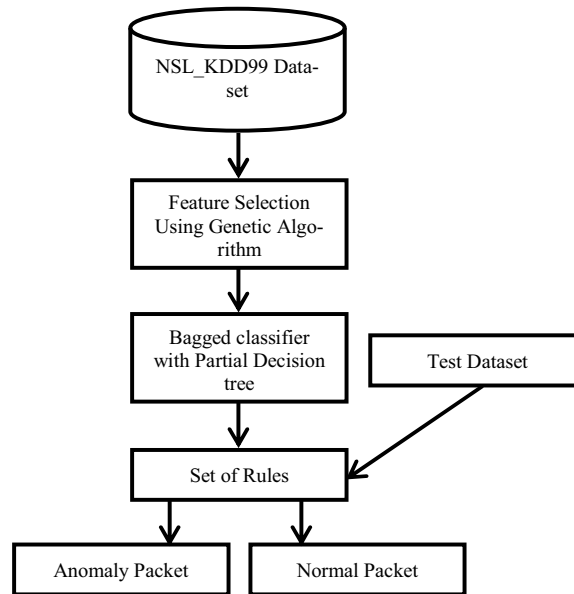 NSL_KDD99 Data-
set
Feature Selection
Using Genetic Algo-
rithm
Bagged classifier
with Partial Decision
tree
Test Dataset
Set of Rules
Anomaly Packet
Normal Packet